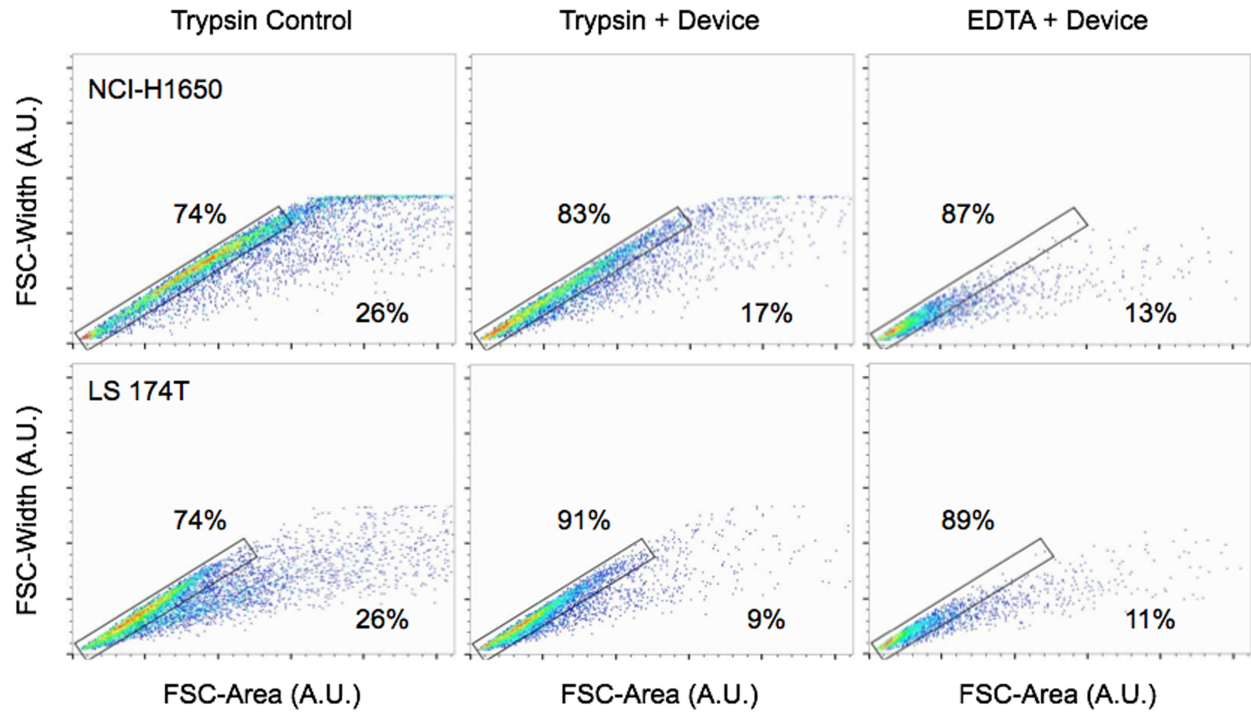 Trypsin Control
Trypsin + Device
EDTA + Device
FSC-Width (A.U.)
NCI-H1650
74%
26%
83%
17%
87%
13%
FSC-Width (A.U.)
LS 174T
74%
26%
91%
9%
89%
11%
FSC-Area (A.U.)
FSC-Area (A.U.)
FSC-Area (A.U.)